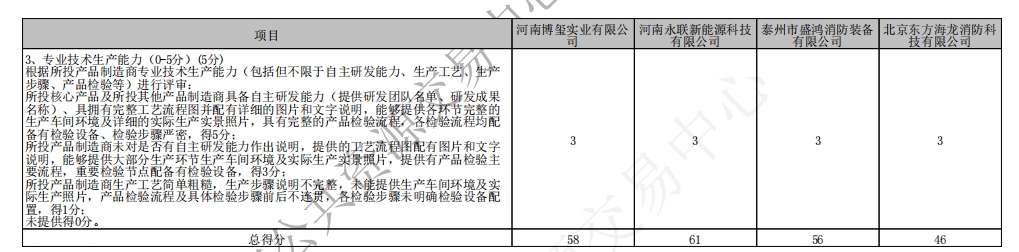 项目
河南博玺实业有限公
司
河南永联新能源科技
有限公司
泰州市盛鸿消防装备
有限公司
北京东方海龙消防科
技有限公司
3、专业技术生产能力（0-5分）(5分)
根据所投产品制造商专业技术生产能力（包括但不限于自主研发能力、生产工艺、生产
步骤、产品检验等）进行评审：
所投核心产品及所投其他产品制造商具备自主研发能力（提供研发团队名单、研发成果
名称）、具拥有完整工艺流程图并配有详细的图片和文字说明，能够提供各环节完整的
生产车间环境及详细的实际生产实景照片，具有完整的产品检验流程，各检验流程均配
备有检验设备、检验步骤严密，得5分；
所投产品制造商未对是否有自主研发能力作出说明，提供的工艺流程图配有图片和文字
说明，能够提供大部分生产环节生产车间环境及实际生产实景照片，提供有产品检验主
要流程，重要检验节点配备有检验设备，得3分；
所投产品制造商生产工艺简单粗糙，生产步骤说明不完整，未能提供生产车间环境及实
际生产照片，产品检验流程及具体检验步骤前后不连贯，各检验步骤未明确检验设备配
置，得1分；
未提供得0分。
3
3
3
3
总得分
58
61
56
46
公共资源交易中心
交易中心